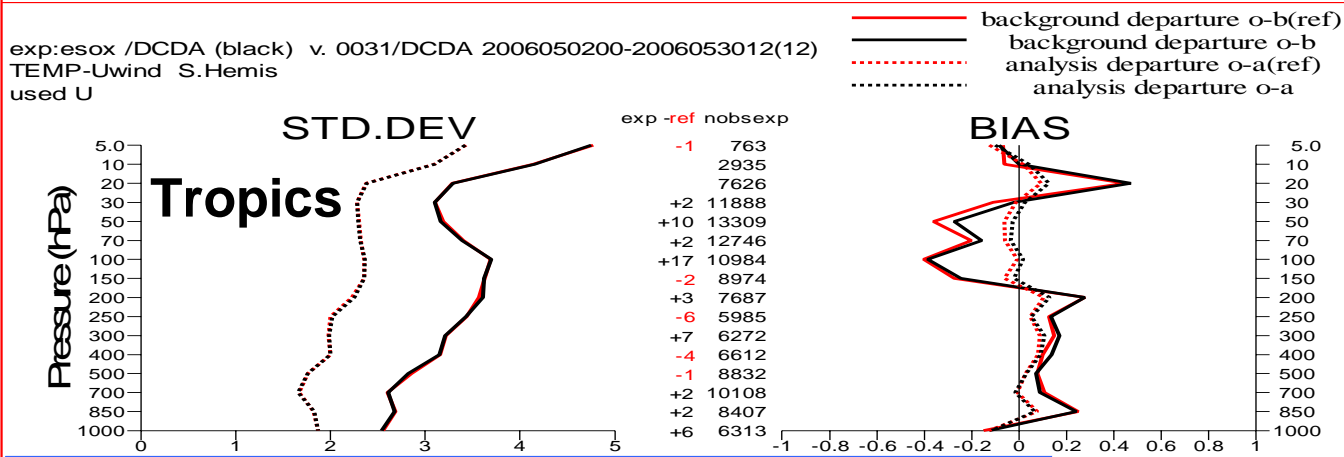 background departure o-b(ref)
background departure o-b
analysis departure o-a(ref)
analysis departure o-a
exp:esox /DCDA (black) v. 0031/DCDA 2006050200-2006053012(12)
TEMP-Uwind S.Hemis
used U
STD.DEV
exp -ref nobsexp
BIAS
Tropics
Pressure (hPa)
5.0 -1 763 5.0
10 2935 10
20 7626 20
30 +2 11888 30
50 +10 13309 50
70 +2 12746 70
100 +17 10984 100
150 -2 8974 150
200 +3 7687 200
250 -6 5985 250
300 +7 6272 300
400 -4 6612 400
500 -1 8832 500
700 +2 10108 700
850 +2 8407 850
1000 +6 6313 1000
0 1 2 3 4 5
-1 -0.8 -0.6 -0.4 -0.2 0 0.2 0.4 0.6 0.8 1